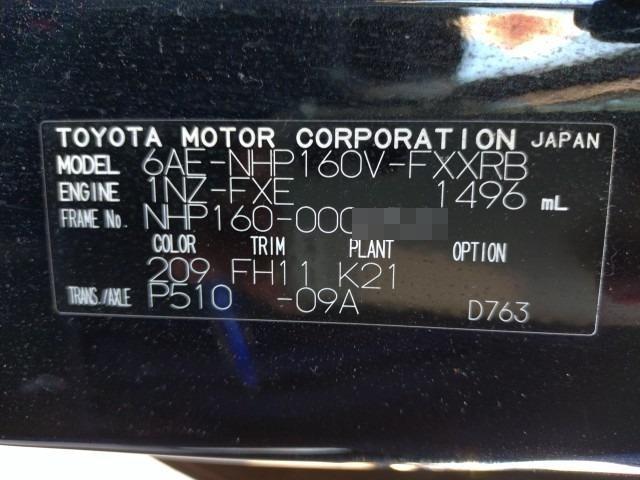 TOYOTA MOTOR CORPORATION JAPAN
MODEL 6AE-NHP160V-FXXRB
ENGINE 1NZ-FXE 1496 mL
FRAME No. NHP160-000
COLOR TRIM PLANT OPTION
209 FH11 K21
TRANS./AXLE P510 -09A D763